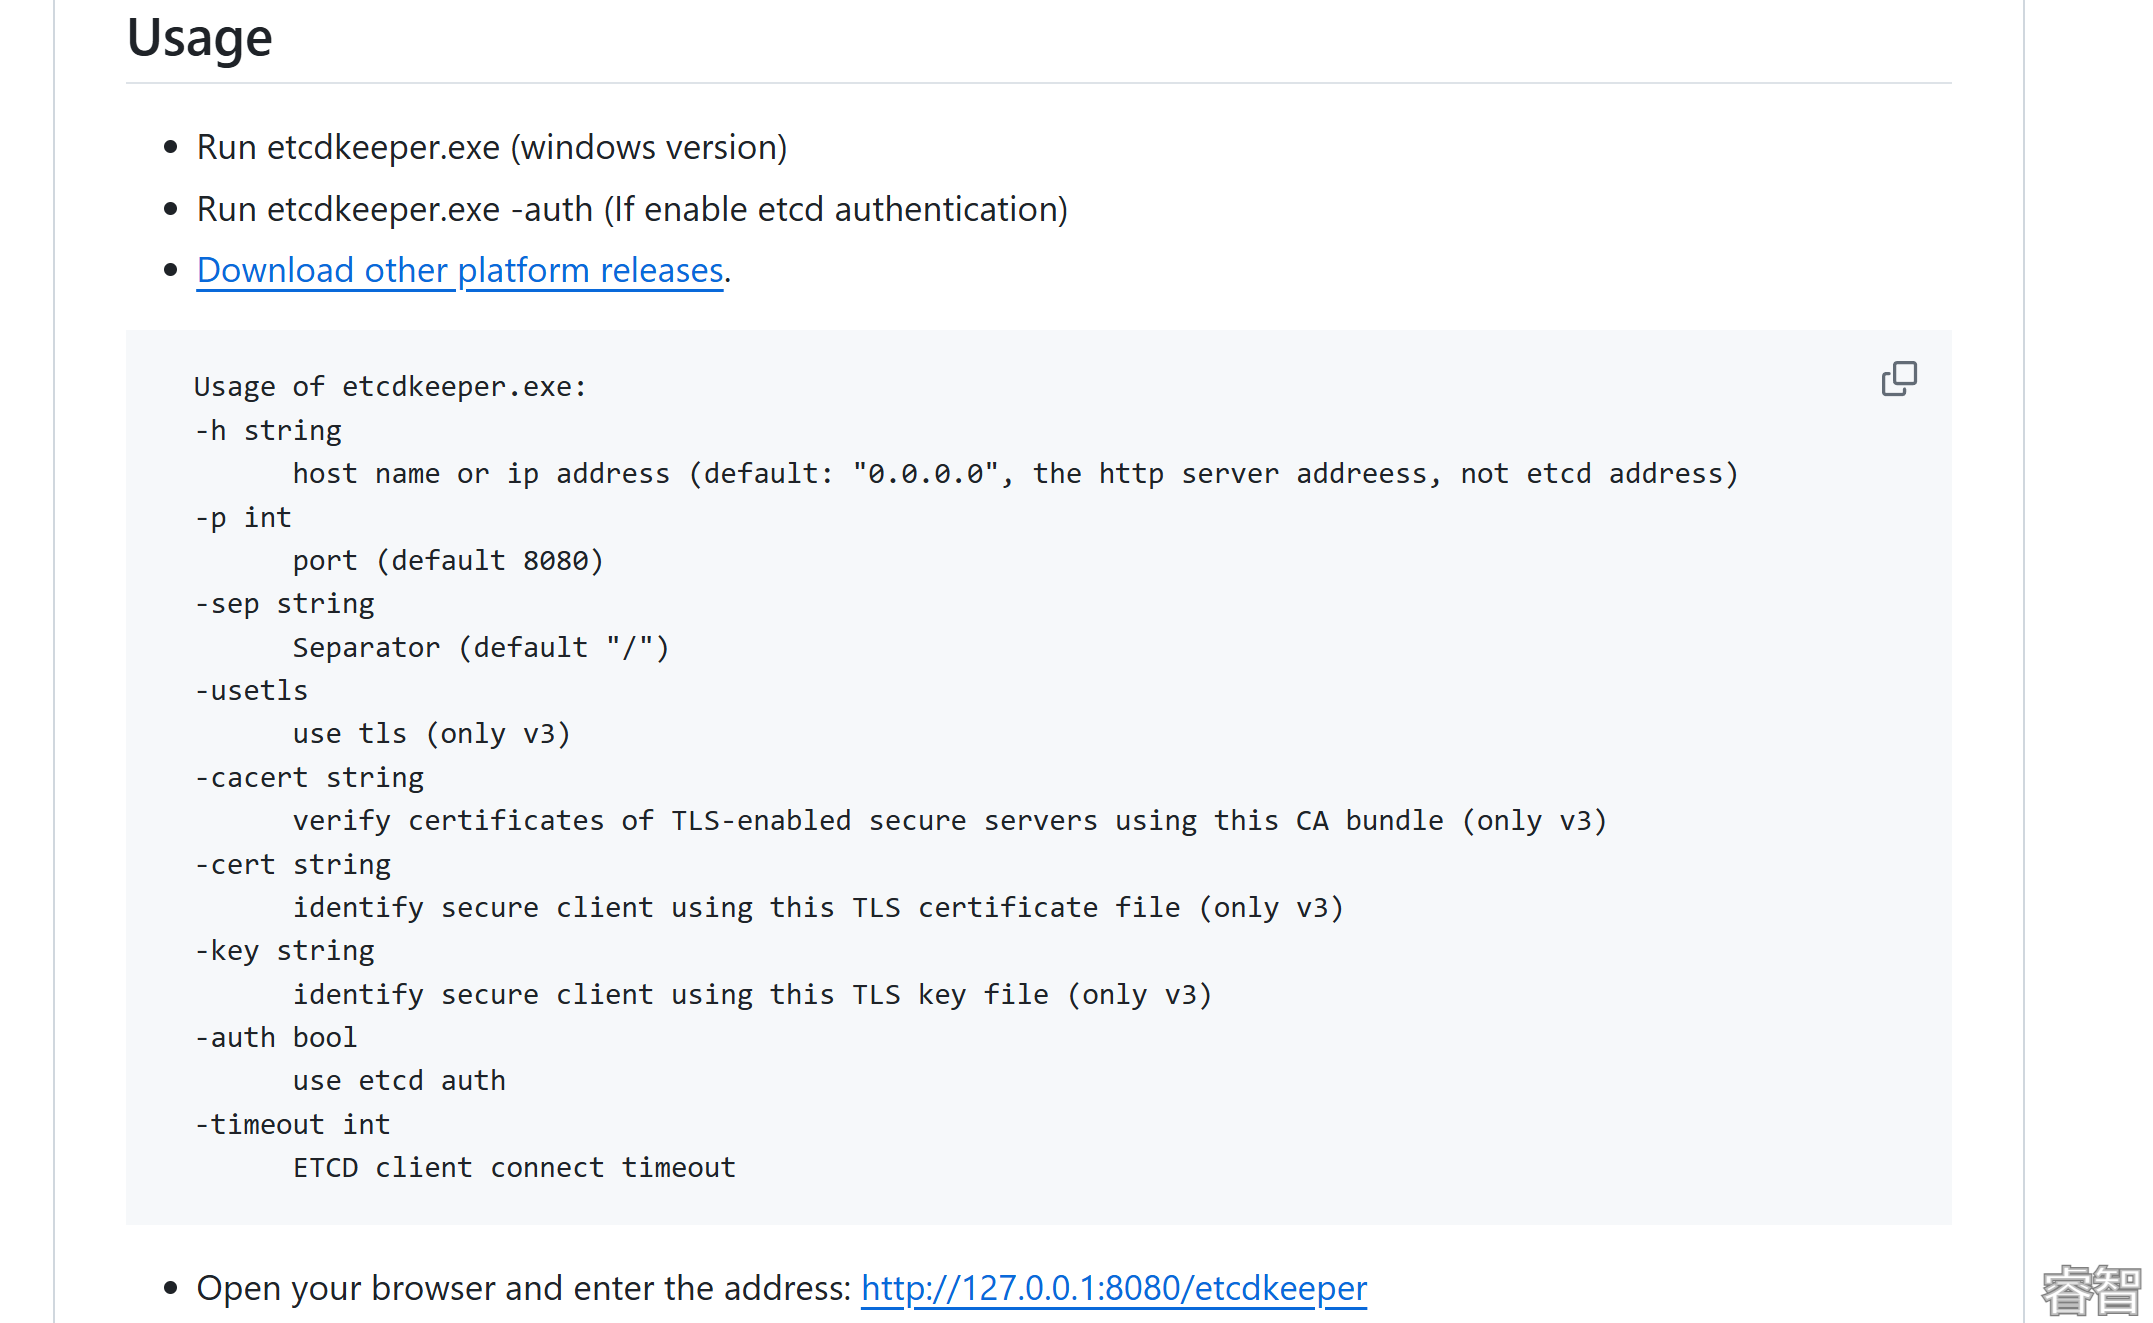 Usage
Run etcdkeeper.exe (windows version)
Run etcdkeeper.exe -auth (If enable etcd authentication)
Download other platform releases.
Usage of etcdkeeper.exe:
-h string
host name or ip address (default: "0.0.0.0", the http server addreess, not etcd address)
-p int
port (default 8080)
-sep string
Separator (default "/")
-usetls
use tls (only v3)
-cacert string
verify certificates of TLS-enabled secure servers using this CA bundle (only v3)
-cert string
identify secure client using this TLS certificate file (only v3)
-key string
identify secure client using this TLS key file (only v3)
-auth bool
use etcd auth
-timeout int
ETCD client connect timeout
Open your browser and enter the address: http://127.0.0.1:8080/etcdkeeper
睿智